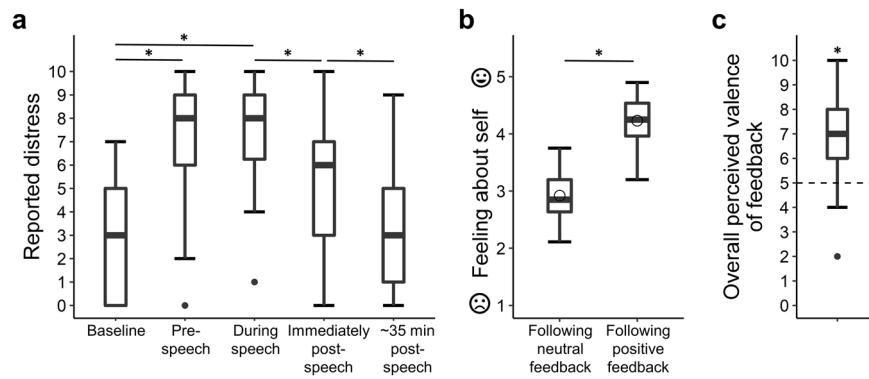 a
b
c
*
*
*
*
*
*
Reported distress
10
9
8
7
6
5
4
3
2
1
0
Baseline
Pre-
speech
During
speech
Immediately
post-
speech
~35 min
post-
speech
Feeling about self
5
4
3
2
1
Following
neutral
feedback
Following
positive
feedback
Overall perceived valence
of feedback
10
9
8
7
6
5
4
3
2
1
0